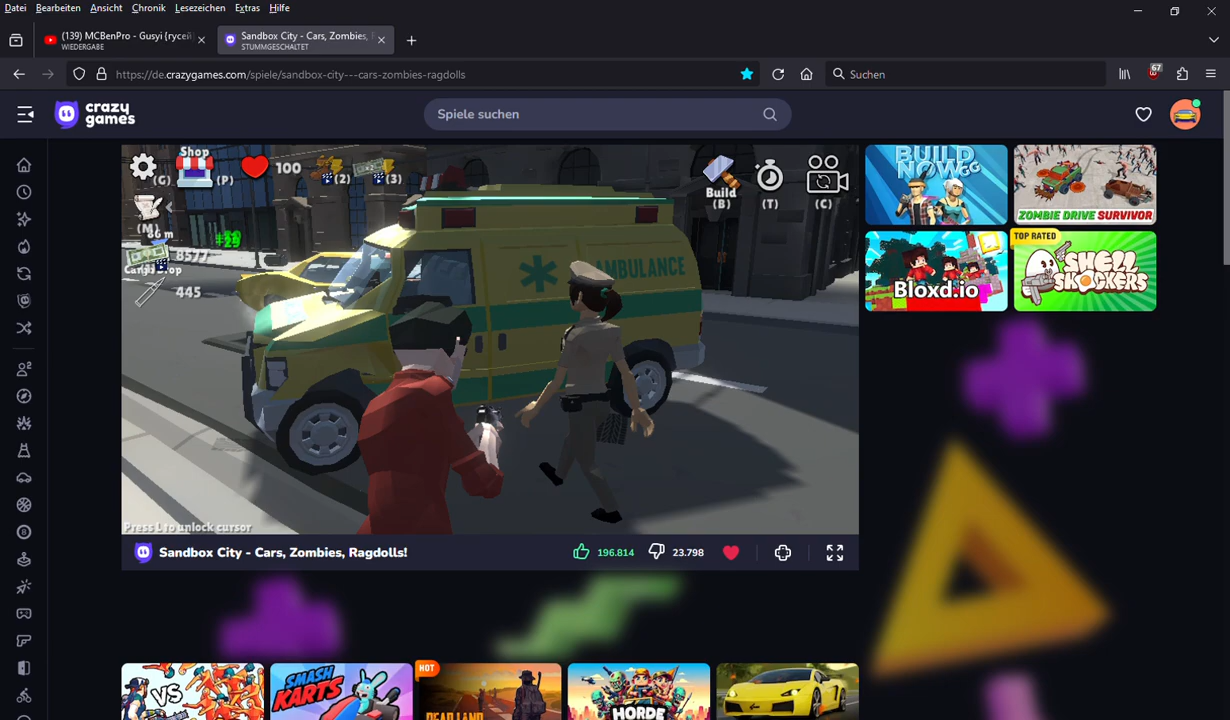 Datei Bearbeiten Ansicht Chronik Lesezeichen Extras Hilfe
(139) MCBenPro - Gusyi {гусей
WIEDERGABE
Sandbox City - Cars, Zombies,
STUMMGESCHALTET
https://de.crazygames.com/spiele/sandbox-city---cars-zombies-ragdolls
Suchen
67
crazy
games
Spiele suchen
Shop
(G)
(P)
100
(2)
(3)
Build
(B)
(T)
(C)
(M)
86 m
8577
Drop
445
AMBULANCE
Press L to unlock cursor
BUILD
NOW GG
ZOMBIE DRIVE SURVIVOR
Bloxd.io
TOP RATED
SHELL
SHOCKERS
Sandbox City - Cars, Zombies, Ragdolls!
196.814
23.798
VS
SMASH
KARTS
HOT
DEAD LAND
HORDE